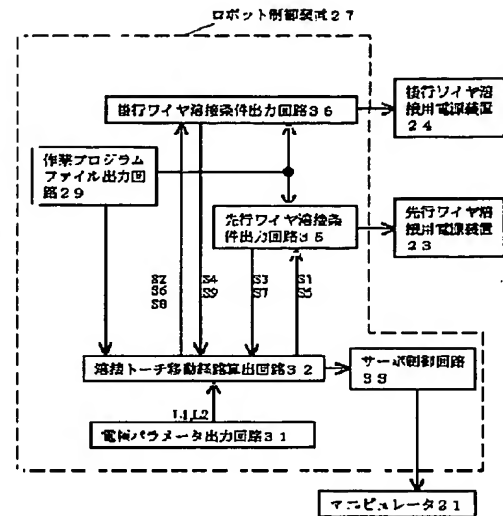 ロボット制御装置27
後行ワイヤ溶接条件出力回路36
後行ワイヤ溶
接用電源装置
24
作業プログラム
ファイル出力回
路29
先行ワイヤ溶接条
件出力回路35
先行ワイヤ溶
接用電源装置
23
S2
S6
S8
S4
S9
S3
S7
S1
S5
溶接トーチ移動経路算出回路32
サーボ制御回路
33
L1,L2
電極パラメータ出力回路31
マニピュレータ21